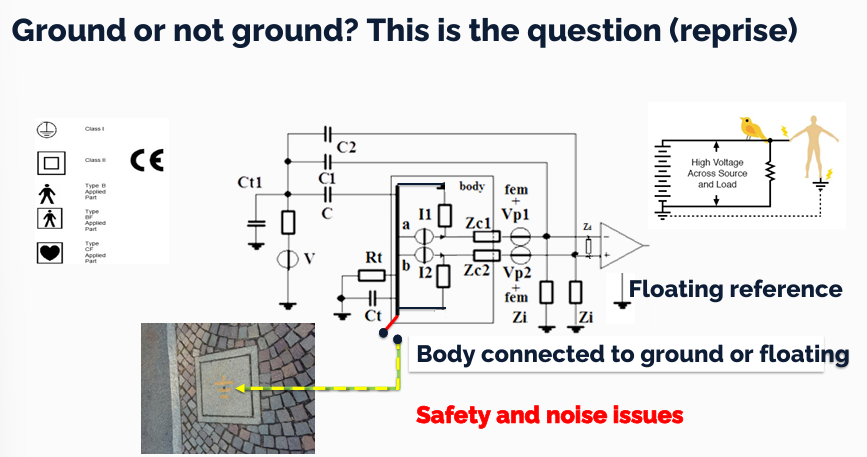 Ground or not ground? This is the question (reprise)
Class I
Class II
CE
Type B
Applied
Part
Type
BF
Applied
Part
Type
CF
Applied
Part
C2
Ct1
C1
C
V
Rt
Ct
body
a
b
I1
I2
Zc1
Zc2
fem
+
Vp1
Vp2
+
fem
Zi
Zi
Zd
-
+
High Voltage
Across Source
and Load
Floating reference
Body connected to ground or floating
Safety and noise issues